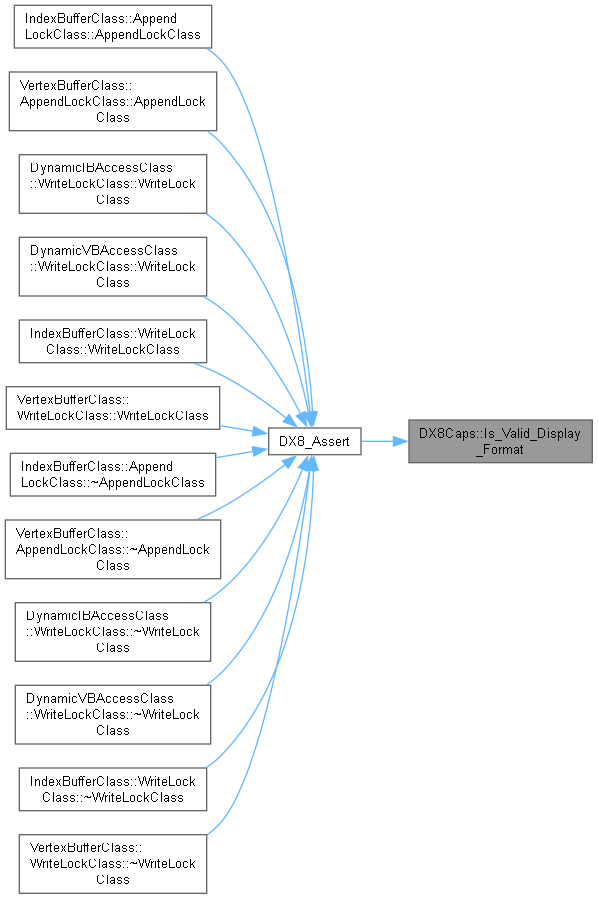 IndexBufferClass::Append
LockClass::AppendLockClass
VertexBufferClass::
AppendLockClass::AppendLock
Class
DynamicIBAccessClass
::WriteLockClass::WriteLock
Class
DynamicVBAccessClass
::WriteLockClass::WriteLock
Class
IndexBufferClass::WriteLock
Class::WriteLockClass
VertexBufferClass::
WriteLockClass::WriteLockClass
IndexBufferClass::Append
LockClass::~AppendLockClass
VertexBufferClass::
AppendLockClass::~AppendLock
Class
DynamicIBAccessClass
::WriteLockClass::~WriteLock
Class
DynamicVBAccessClass
::WriteLockClass::~WriteLock
Class
IndexBufferClass::WriteLock
Class::~WriteLockClass
VertexBufferClass::
WriteLockClass::~WriteLock
Class
DX8_Assert
DX8Caps::Is_Valid_Display
_Format